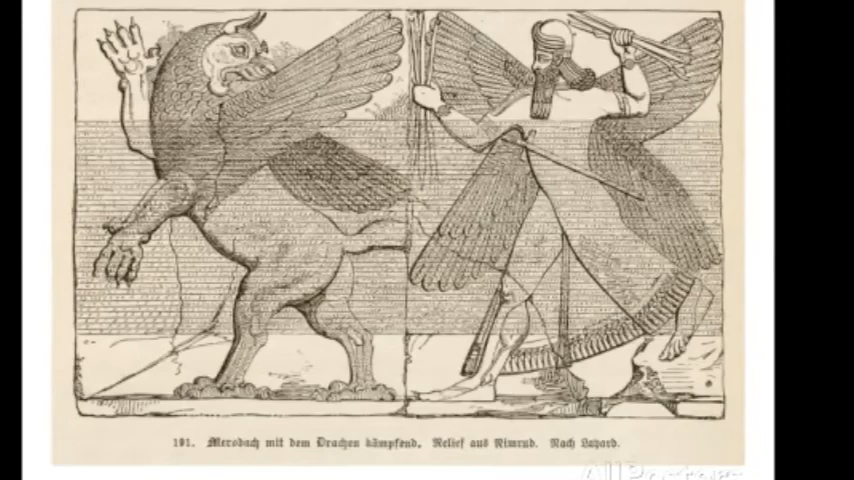 191. Merodach mit dem Drachen kämpfend. Relief aus Nimrud. Nach Layard.